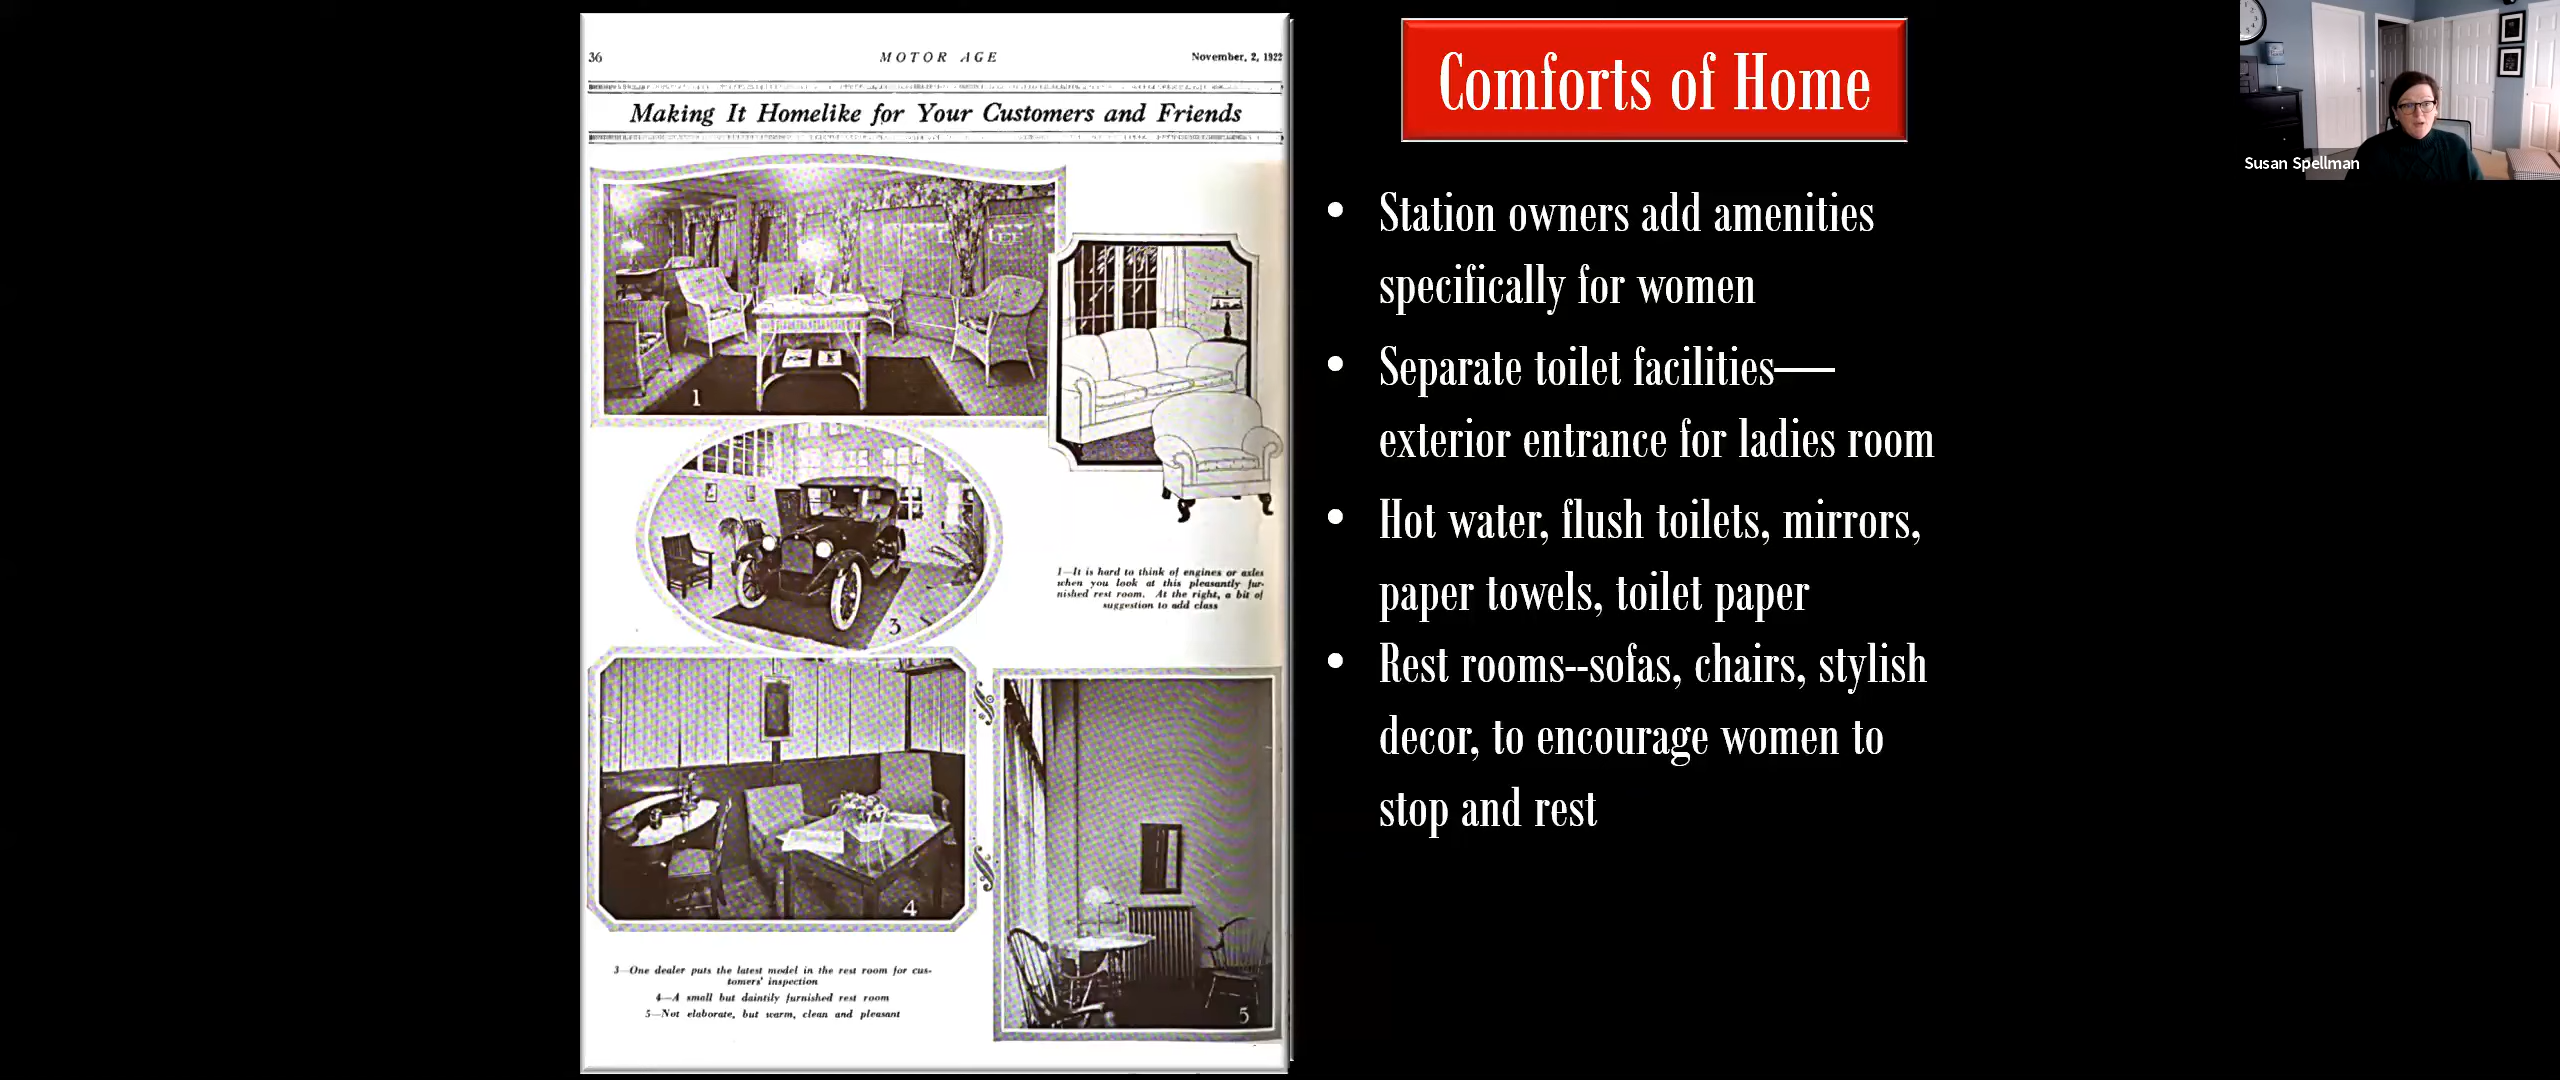 36
MOTOR AGE
November, 2, 1922
Making It Homelike for Your Customers and Friends
1
3
1—It is hard to think of engines or axles
when you look at this pleasantly fur-
nished rest room. At the right, a bit of
suggestion to add class
4
5
3—One dealer puts the latest model in the rest room for cus-
tomers' inspection
4—A small but daintily furnished rest room
5—Not elaborate, but warm, clean and pleasant
Comforts of Home
• Station owners add amenities
specifically for women
• Separate toilet facilities—
exterior entrance for ladies room
• Hot water, flush toilets, mirrors,
paper towels, toilet paper
• Rest rooms--sofas, chairs, stylish
decor, to encourage women to
stop and rest
Susan Spellman